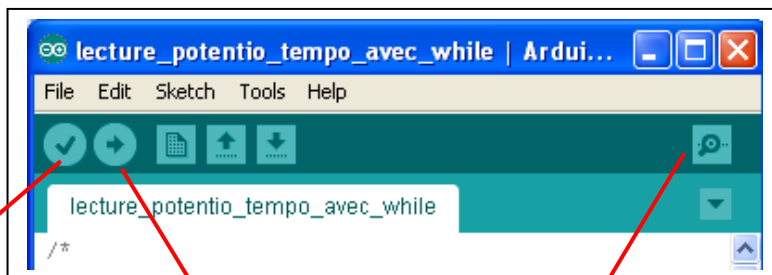 lecture_potentio_tempo_avec_while | Ardui...
File Edit Sketch Tools Help
lecture_potentio_tempo_avec_while
/*